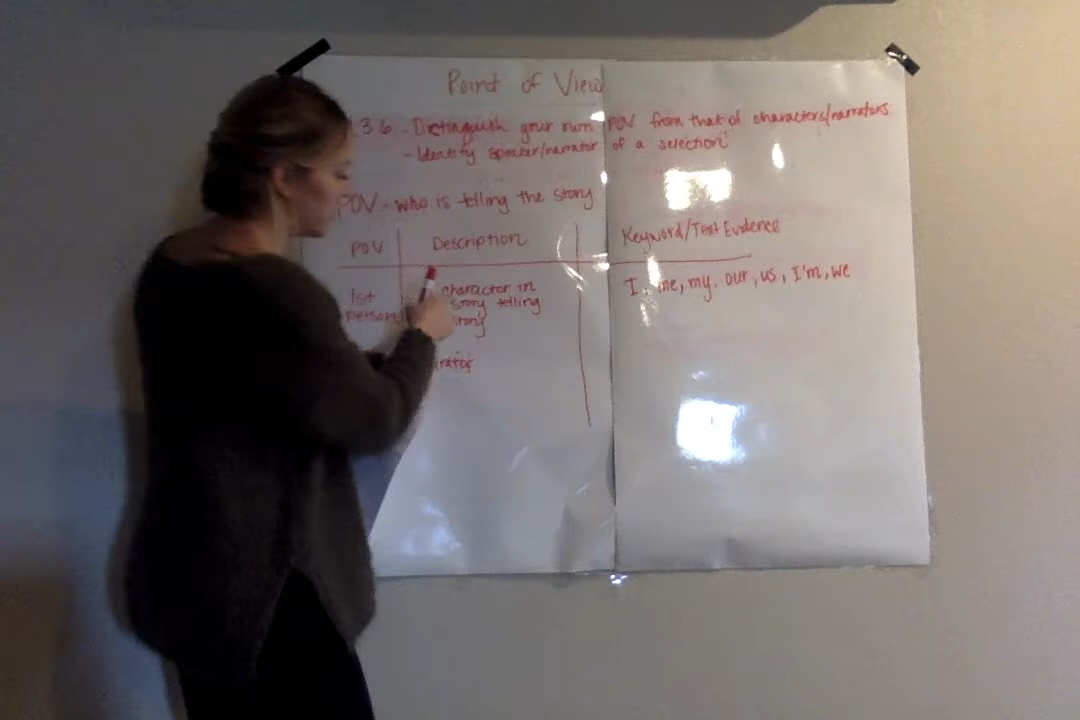 Point of View
3.6 - Distinguish your own POV from that of characters/narrators
- Identify speaker/narrator of a selection
POV - who is telling the story
POV Description Keyword/Text Evidence
1st character in I, me, my, our, us, I'm, we
person story telling
story